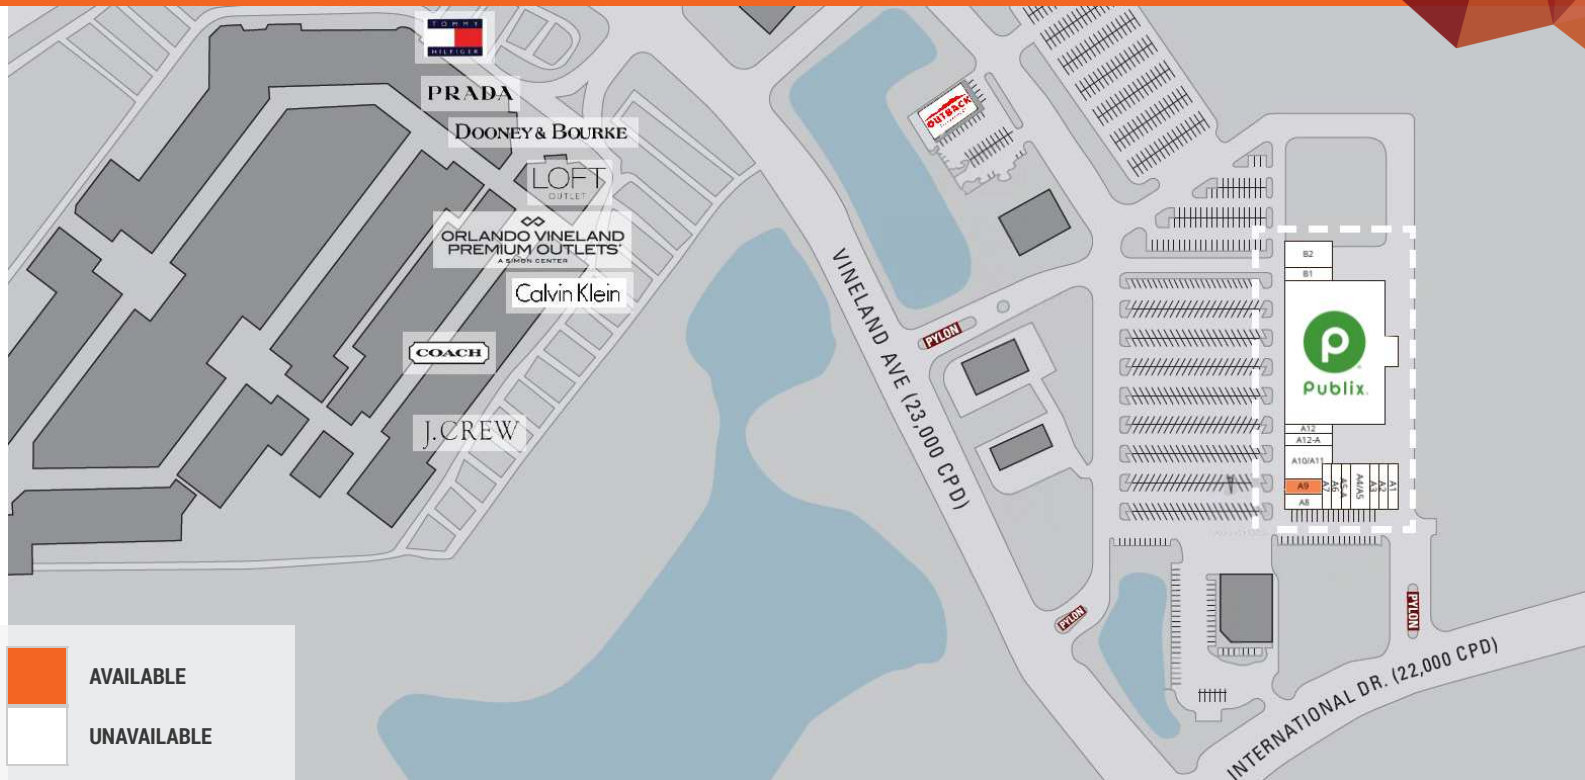 TOMMY
HILFIGER
PRADA
DOONEY & BOURKE
LOFT
OUTLET
ORLANDO VINELAND
PREMIUM OUTLETS®
A SIMON CENTER
Calvin Klein
COACH
J.CREW
OUTBACK
VINELAND AVE (23,000 CPD)
PYLON
PYLON
PYLON
INTERNATIONAL DR. (22,000 CPD)
B2
B1
Publix.
A12
A12-A
A10/A11
A9
A8
A7
A6
A5-A
A4/A5
A3
A2
A1
AVAILABLE
UNAVAILABLE